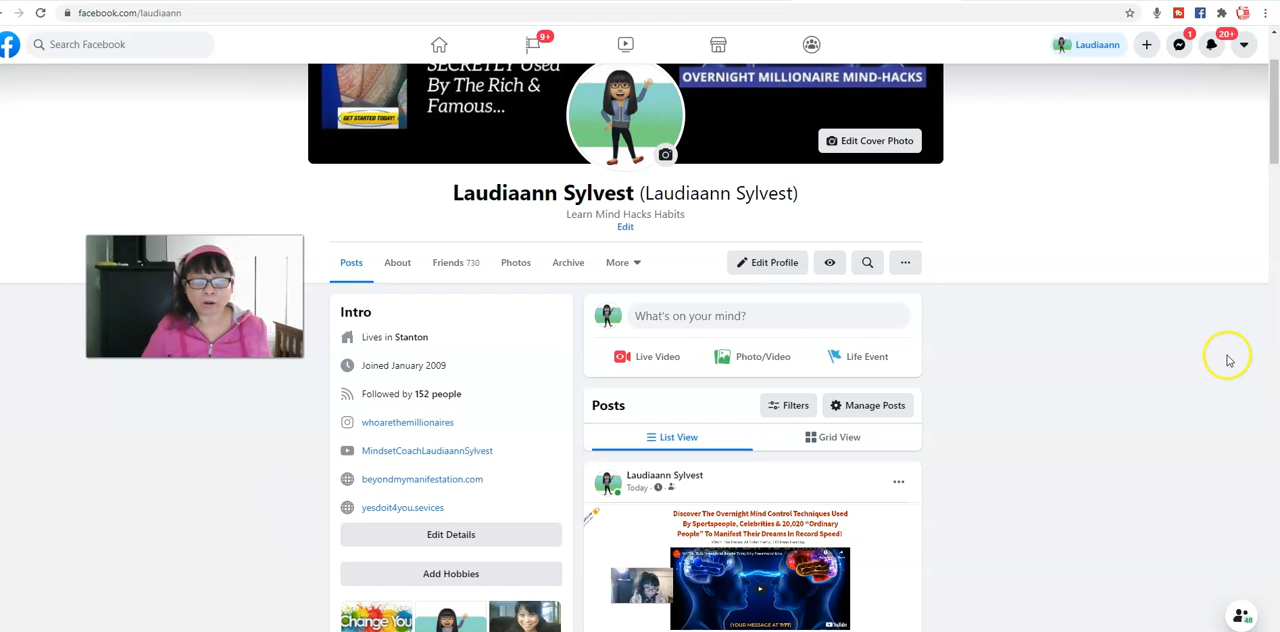 facebook.com/laudiaann
Search Facebook
9+
Laudiaann
1
20+
SECRETLY Used
By The Rich &
Famous...
GET STARTED TODAY!
OVERNIGHT MILLIONAIRE MIND-HACKS
Edit Cover Photo
Laudiaann Sylvest (Laudiaann Sylvest)
Learn Mind Hacks Habits
Edit
Posts
About
Friends 730
Photos
Archive
More
Edit Profile
Intro
Lives in Stanton
Joined January 2009
Followed by 152 people
whoarethemillionaires
MindsetCoachLaudiaannSylvest
beyondmymanifestation.com
yesdoit4you.sevices
Edit Details
Add Hobbies
Change You
What's on your mind?
Live Video
Photo/Video
Life Event
Posts
Filters
Manage Posts
List View
Grid View
Laudiaann Sylvest
Today
Discover The Overnight Mind Control Techniques Used
By Sportspeople, Celebrities & 20,020 "Ordinary
People" To Manifest Their Dreams In Record Speed!
YouTube
48